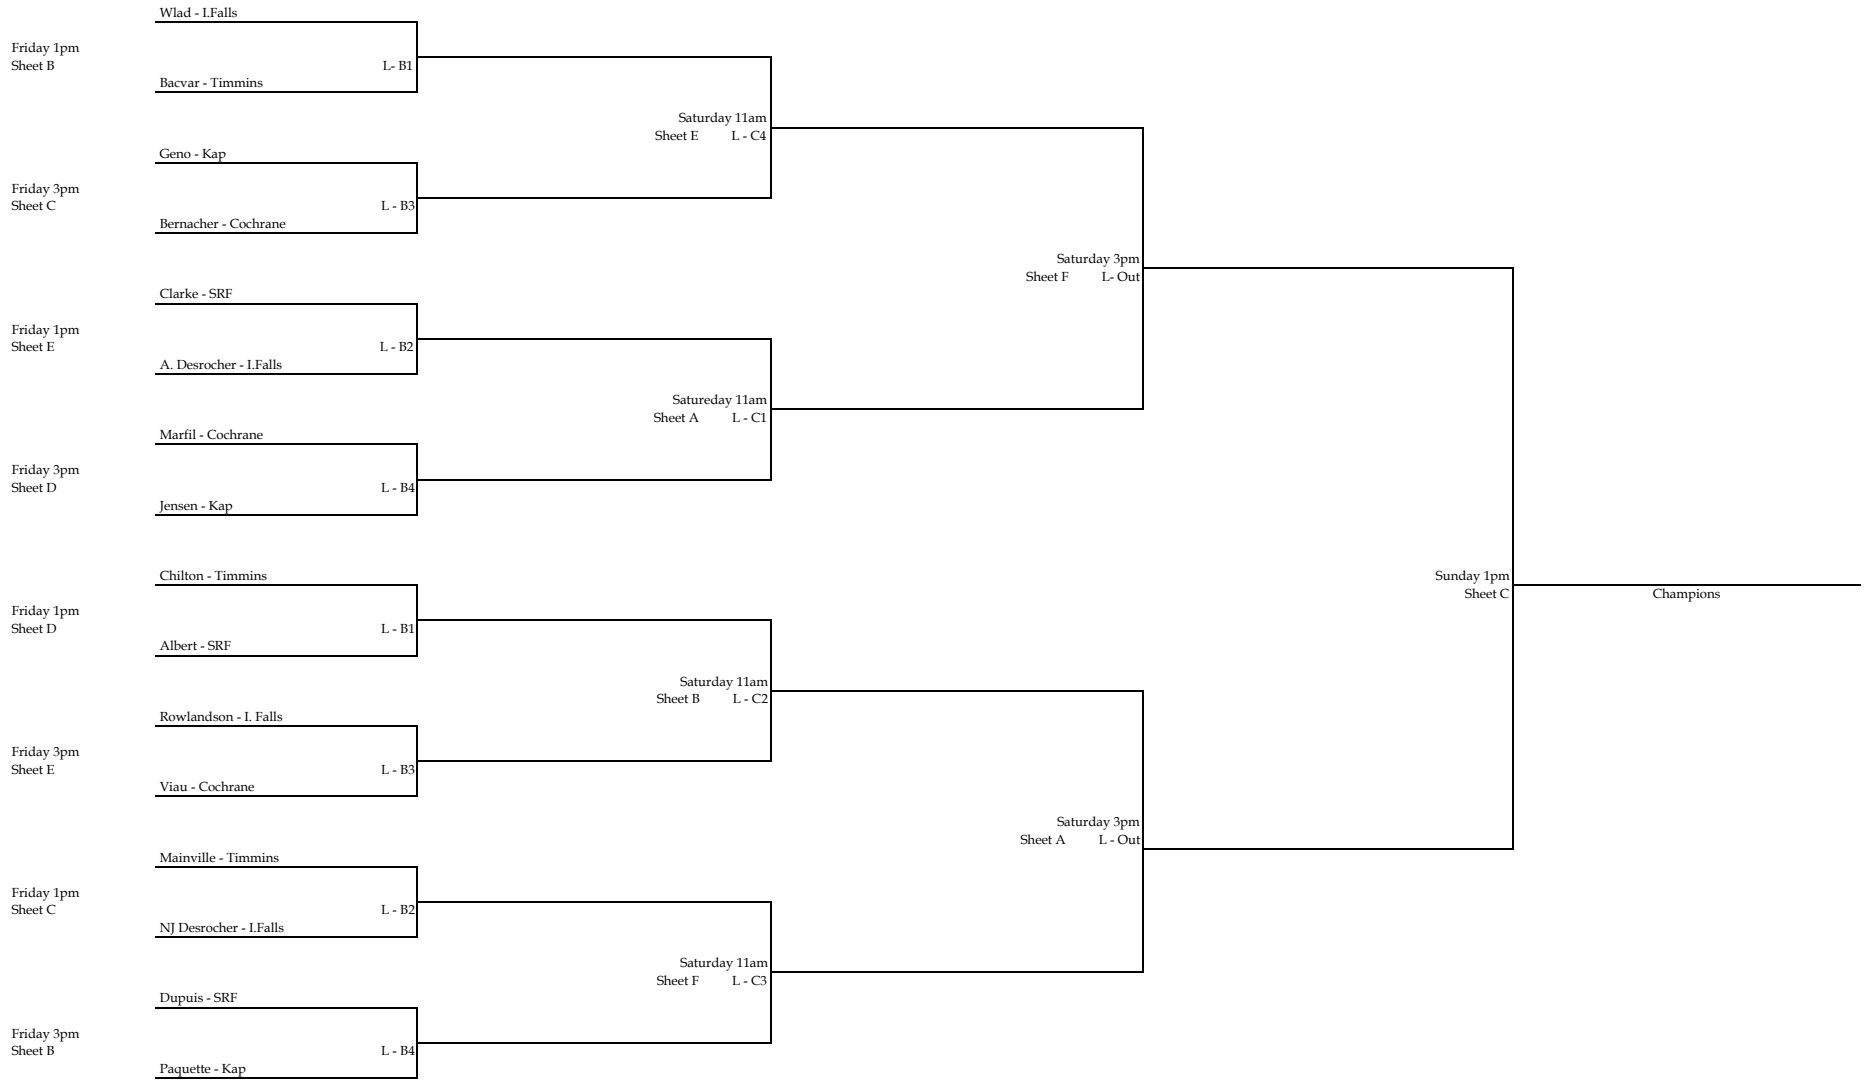 Wlad - I.Falls
Friday 1pm
Sheet B
L- B1
Bacvar - Timmins
Saturday 11am
Sheet E L - C4
Geno - Kap
Friday 3pm
Sheet C
L - B3
Bernacher - Cochrane
Saturday 3pm
Sheet F L- Out
Clarke - SRF
Friday 1pm
Sheet E
L - B2
A. Desrocher - I.Falls
Satureday 11am
Sheet A L - C1
Marfil - Cochrane
Friday 3pm
Sheet D
L - B4
Jensen - Kap
Chilton - Timmins
Sunday 1pm
Sheet C
Champions
Friday 1pm
Sheet D
L - B1
Albert - SRF
Saturday 11am
Sheet B L - C2
Rowlandson - I. Falls
Friday 3pm
Sheet E
L - B3
Viau - Cochrane
Saturday 3pm
Sheet A L - Out
Mainville - Timmins
Friday 1pm
Sheet C
L - B2
NJ Desrocher - I.Falls
Saturday 11am
Sheet F L - C3
Dupuis - SRF
Friday 3pm
Sheet B
L - B4
Paquette - Kap